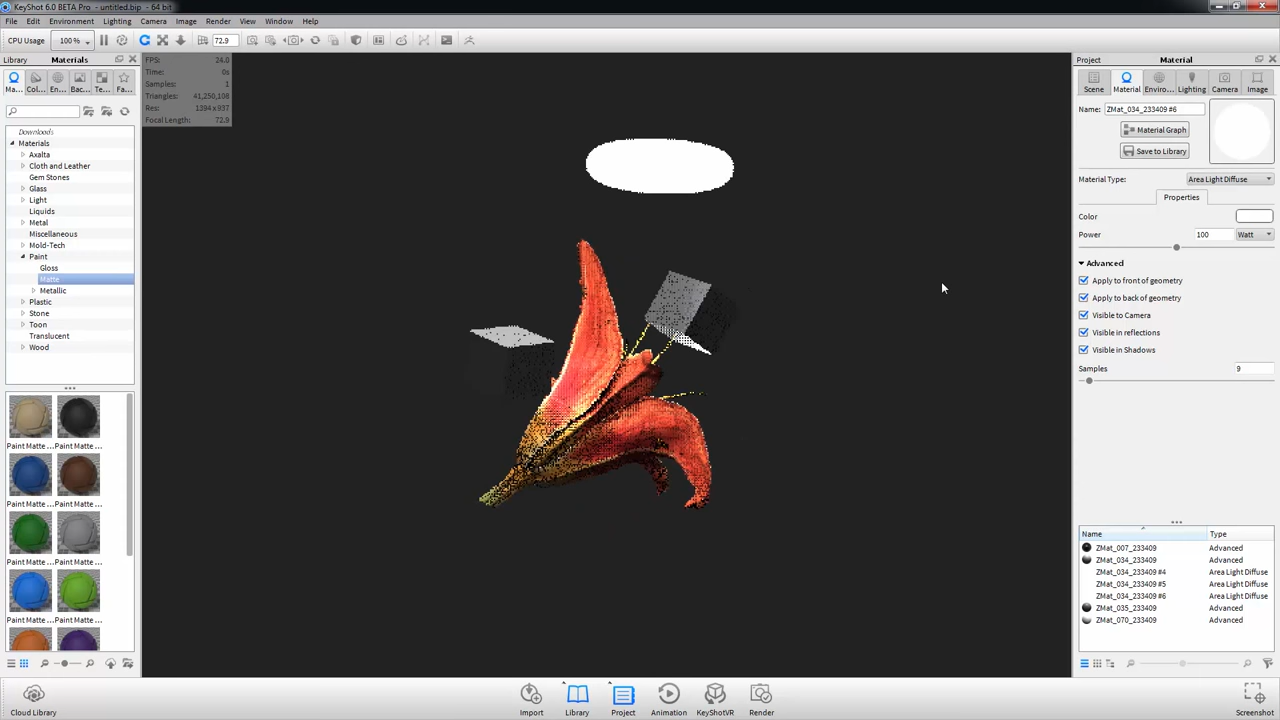 KeyShot 6.0 BETA Pro - untitled.bip - 64 bit
File Edit Environment Lighting Camera Image Render View Window Help
CPU Usage 100 % 72.9
Library Materials
Ma... Col... En... Bac... Te... Fa...
Downloads
Materials
Axalta
Cloth and Leather
Gem Stones
Glass
Light
Liquids
Metal
Miscellaneous
Mold-Tech
Paint
Gloss
Matte
Metallic
Plastic
Stone
Toon
Translucent
Wood
Paint Matte ... Paint Matte ...
Paint Matte ... Paint Matte ...
Paint Matte ... Paint Matte ...
Paint Matte ... Paint Matte ...
FPS: 24.0
Time: 0s
Samples: 1
Triangles: 41,250,108
Res: 1394 x 937
Focal Length: 72.9
Project Material
Scene Material Enviro... Lighting Camera Image
Name: ZMat_034_233409 #6
Material Graph
Save to Library
Material Type: Area Light Diffuse
Properties
Color
Power 100 Watt
Advanced
Apply to front of geometry
Apply to back of geometry
Visible to Camera
Visible in reflections
Visible in Shadows
Samples 9
Name Type
ZMat_007_233409 Advanced
ZMat_034_233409 Advanced
ZMat_034_233409 #4 Area Light Diffuse
ZMat_034_233409 #5 Area Light Diffuse
ZMat_034_233409 #6 Area Light Diffuse
ZMat_035_233409 Advanced
ZMat_070_233409 Advanced
Cloud Library Import Library Project Animation KeyShotVR Render Screenshot